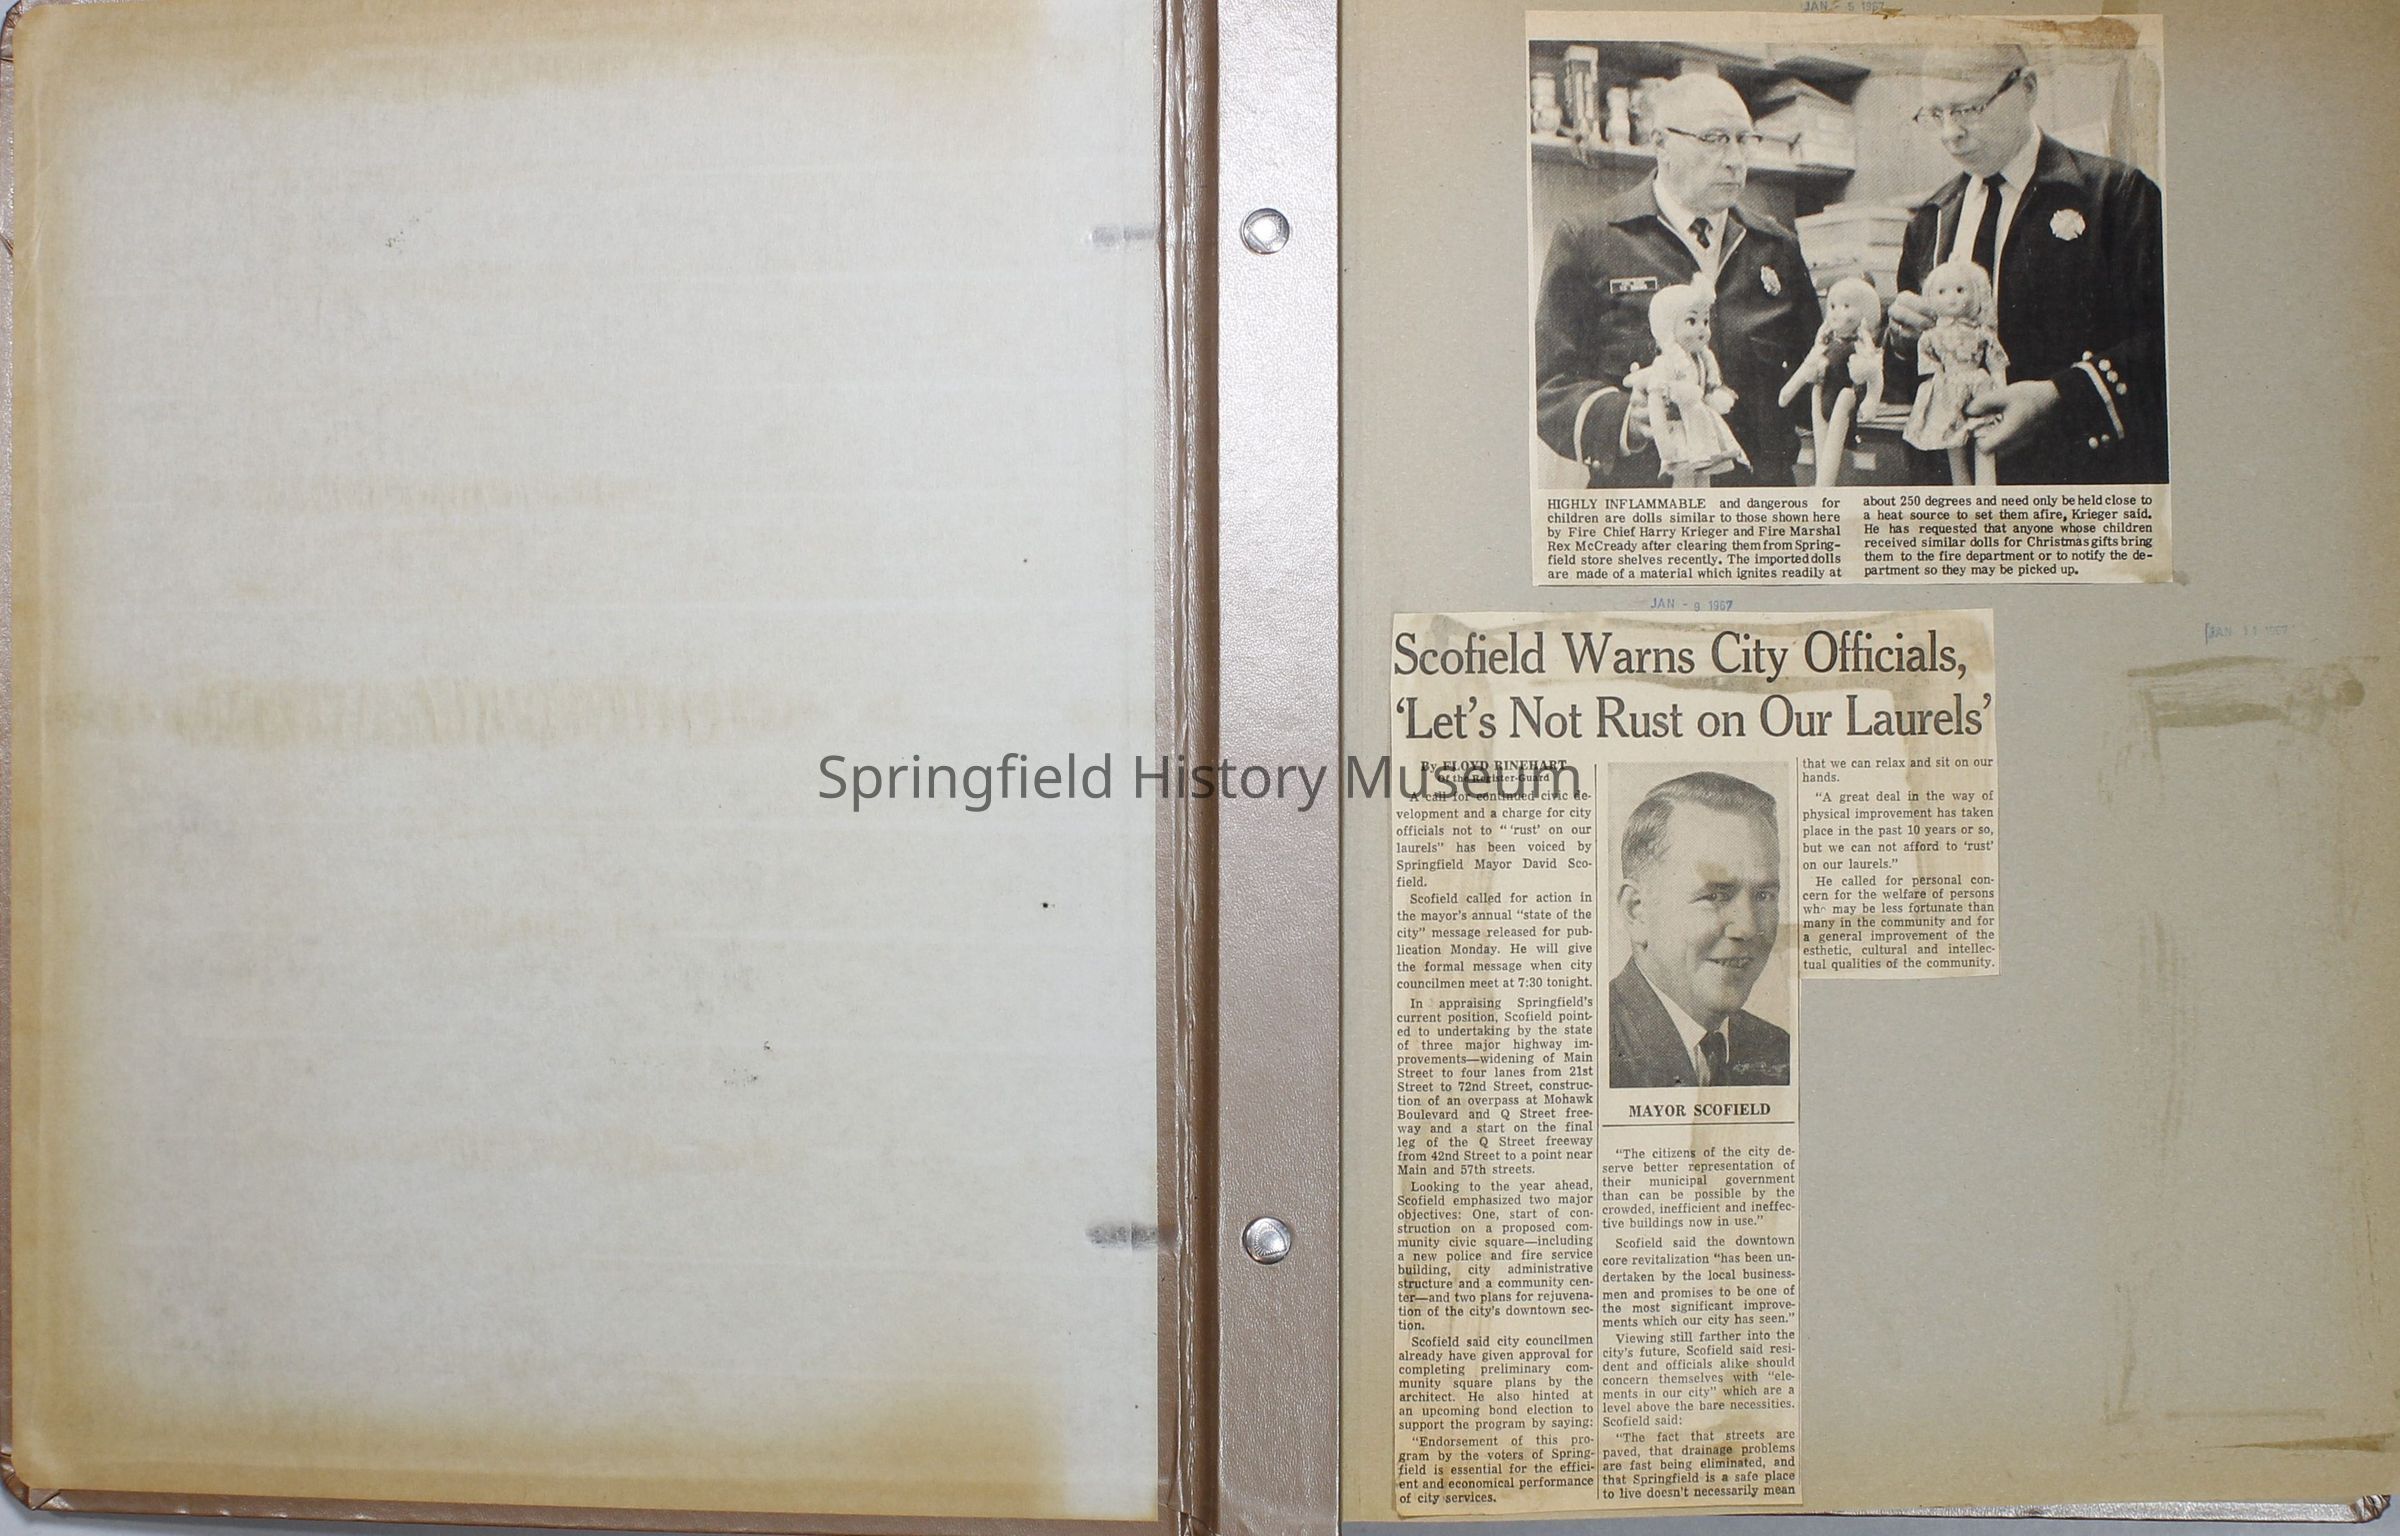 JAN - 5 1967
HIGHLY INFLAMMABLE and dangerous for
children are dolls similar to those shown here
by Fire Chief Harry Krieger and Fire Marshal
Rex McCready after clearing them from Spring-
field store shelves recently. The imported dolls
are made of a material which ignites readily at
about 250 degrees and need only be held close to
a heat source to set them afire, Krieger said.
He has requested that anyone whose children
received similar dolls for Christmas gifts bring
them to the fire department or to notify the de-
partment so they may be picked up.
JAN - 9 1967
JAN 11 1967
Scofield Warns City Officials,
‘Let’s Not Rust on Our Laurels’
Springfield History Museum
By FLOYD RINEHART
Of the Register-Guard
A call for continued civic de-
velopment and a charge for city
officials not to “ ‘rust’ on our
laurels” has been voiced by
Springfield Mayor David Sco-
field.
Scofield called for action in
the mayor’s annual “state of the
city” message released for pub-
lication Monday. He will give
the formal message when city
councilmen meet at 7:30 tonight.
In appraising Springfield’s
current position, Scofield point-
ed to undertaking by the state
of three major highway im-
provements—widening of Main
Street to four lanes from 21st
Street to 72nd Street, construc-
tion of an overpass at Mohawk
Boulevard and Q Street free-
way and a start on the final
leg of the Q Street freeway
from 42nd Street to a point near
Main and 57th streets.
Looking to the year ahead,
Scofield emphasized two major
objectives: One, start of con-
struction on a proposed com-
munity civic square—including
a new police and fire service
building, city administrative
structure and a community cen-
ter—and two plans for rejuvena-
tion of the city’s downtown sec-
tion.
Scofield said city councilmen
already have given approval for
completing preliminary com-
munity square plans by the
architect. He also hinted at
an upcoming bond election to
support the program by saying:
“Endorsement of this pro-
gram by the voters of Spring-
field is essential for the effici-
ent and economical performance
of city services.
MAYOR SCOFIELD
“The citizens of the city de-
serve better representation of
their municipal government
than can be possible by the
crowded, inefficient and ineffec-
tive buildings now in use.”
Scofield said the downtown
core revitalization “has been un-
dertaken by the local business-
men and promises to be one of
the most significant improve-
ments which our city has seen.”
Viewing still farther into the
city’s future, Scofield said resi-
dent and officials alike should
concern themselves with “ele-
ments in our city” which are a
level above the bare necessities.
Scofield said:
“The fact that streets are
paved, that drainage problems
are fast being eliminated, and
that Springfield is a safe place
to live doesn’t necessarily mean
that we can relax and sit on our
hands.
“A great deal in the way of
physical improvement has taken
place in the past 10 years or so,
but we can not afford to ‘rust’
on our laurels.”
He called for personal con-
cern for the welfare of persons
who may be less fortunate than
many in the community and for
a general improvement of the
esthetic, cultural and intellec-
tual qualities of the community.